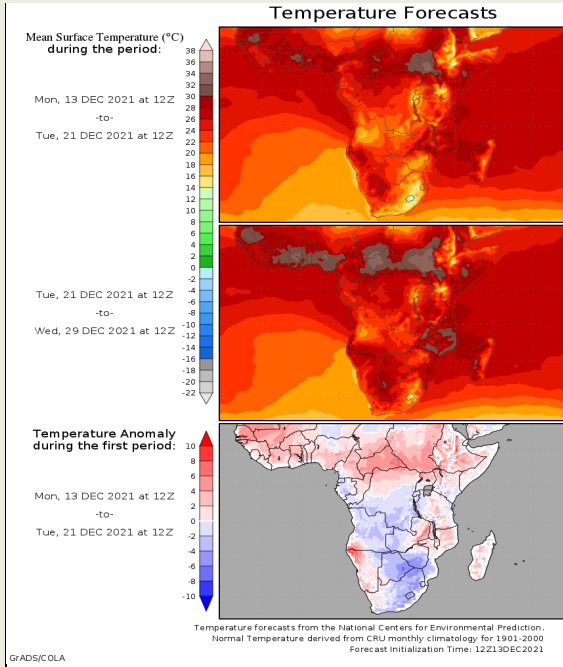 Temperature Forecasts
Mean Surface Temperature (°C)
during the period:
Mon, 13 DEC 2021 at 12Z
-to-
Tue, 21 DEC 2021 at 12Z
38
36
34
32
30
28
26
24
22
20
18
16
14
12
10
8
6
4
2
0
-2
-4
-6
-8
-10
-12
-14
-16
-18
-20
-22
Tue, 21 DEC 2021 at 12Z
-to-
Wed, 29 DEC 2021 at 12Z
Temperature Anomaly
during the first period:
Mon, 13 DEC 2021 at 12Z
-to-
Tue, 21 DEC 2021 at 12Z
10
8
6
4
2
0
-2
-4
-6
-8
-10
Temperature forecasts from the National Centers for Environmental Prediction.
Normal Temperature derived from CRU monthly climatology for 1901-2000
Forecast Initialization Time: 12Z13DEC2021
GrADS/COLA